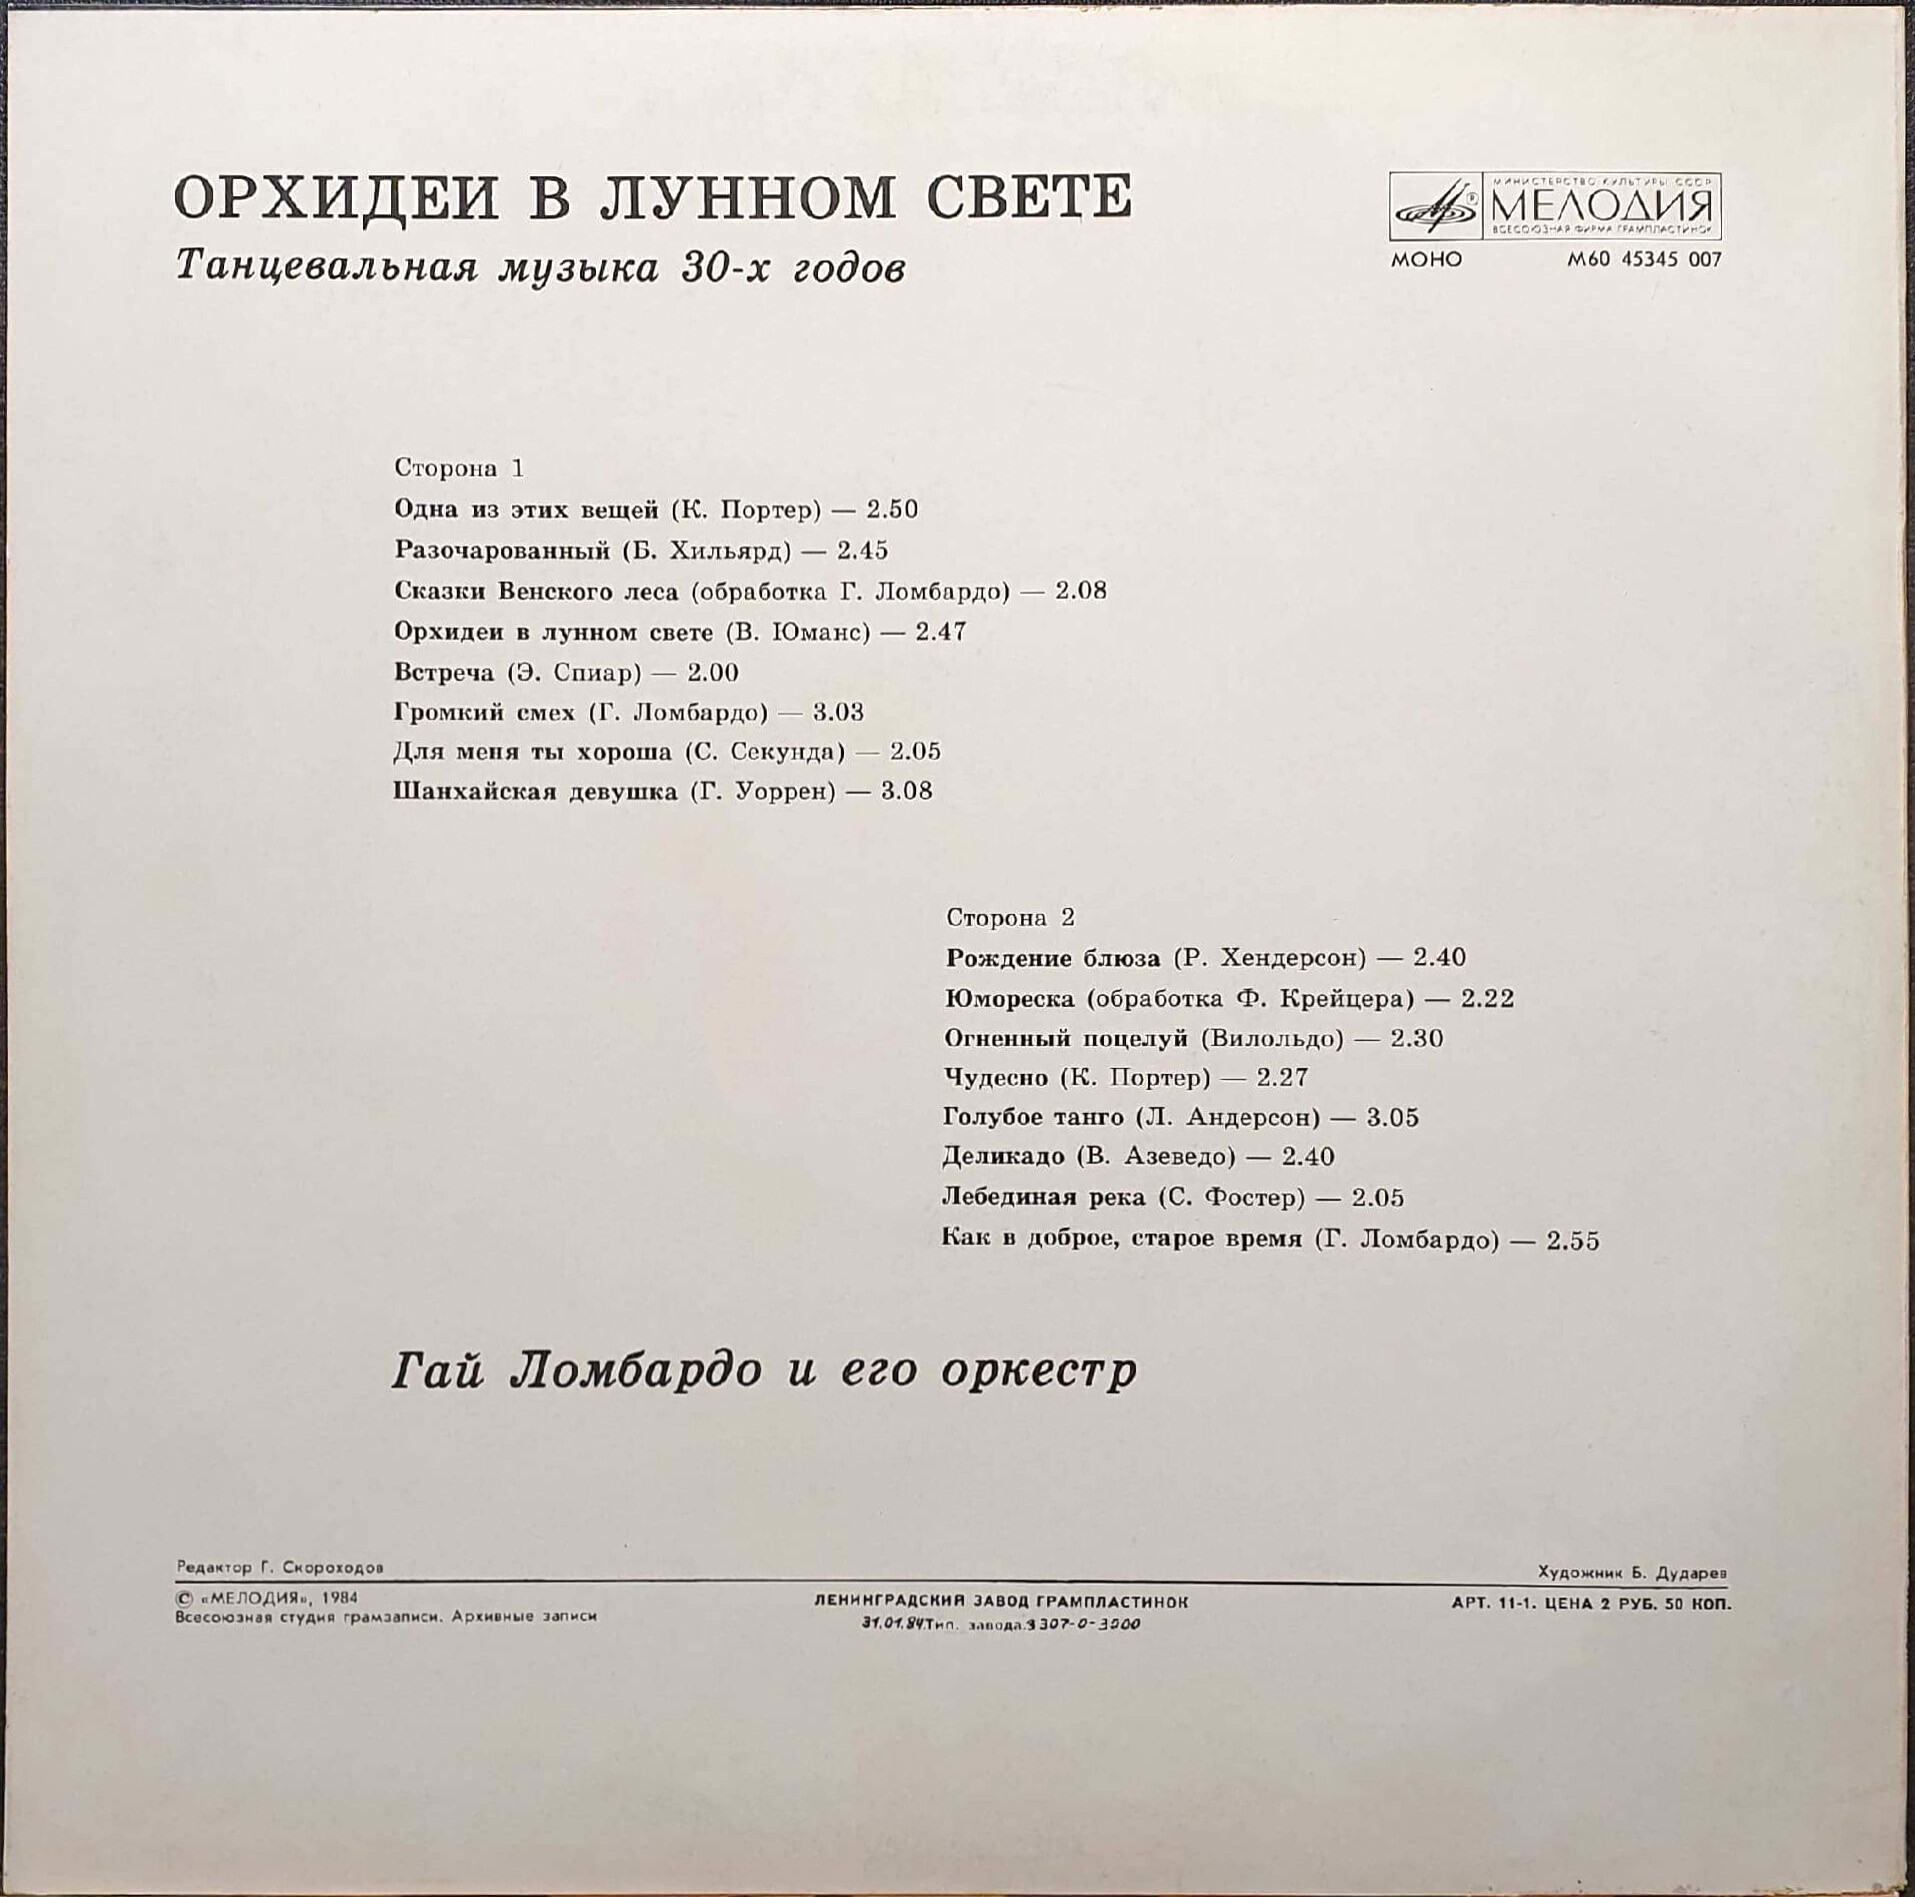 ОРХИДЕИ В ЛУННОМ СВЕТЕ
Танцевальная музыка 30-х годов
МИНИСТЕРСТВО КУЛЬТУРЫ СССР
МЕЛОДИЯ
ВСЕСОЮЗНАЯ ФИРМА ГРАМПЛАСТИНОК
МОНО М60 45345 007
Сторона 1
Одна из этих вещей (К. Портер) — 2.50
Разочарованный (Б. Хильярд) — 2.45
Сказки Венского леса (обработка Г. Ломбардо) — 2.08
Орхидеи в лунном свете (В. Юманс) — 2.47
Встреча (Э. Спиар) — 2.00
Громкий смех (Г. Ломбардо) — 3.03
Для меня ты хороша (С. Секунда) — 2.05
Шанхайская девушка (Г. Уоррен) — 3.08
Сторона 2
Рождение блюза (Р. Хендерсон) — 2.40
Юмореска (обработка Ф. Крейцера) — 2.22
Огненный поцелуй (Вилольдо) — 2.30
Чудесно (К. Портер) — 2.27
Голубое танго (Л. Андерсон) — 3.05
Деликадо (В. Азеведо) — 2.40
Лебединая река (С. Фостер) — 2.05
Как в доброе, старое время (Г. Ломбардо) — 2.55
Гай Ломбардо и его оркестр
Редактор Г. Скороходов
Художник Б. Дударев
© «МЕЛОДИЯ», 1984
Всесоюзная студия грамзаписи. Архивные записи
ЛЕНИНГРАДСКИЙ ЗАВОД ГРАМПЛАСТИНОК
31.01.84 Тип. завода.
АРТ. 11-1. ЦЕНА 2 РУБ. 50 КОП.